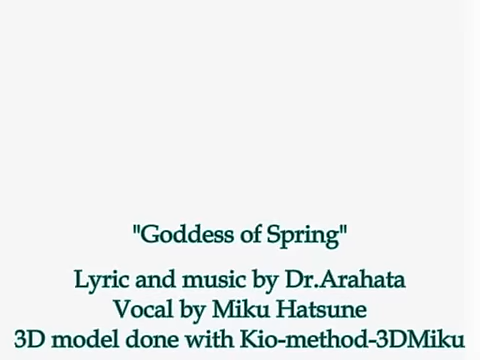 "Goddess of Spring"
Lyric and music by Dr.Arahata
Vocal by Miku Hatsune
3D model done with Kio-method-3DMiku